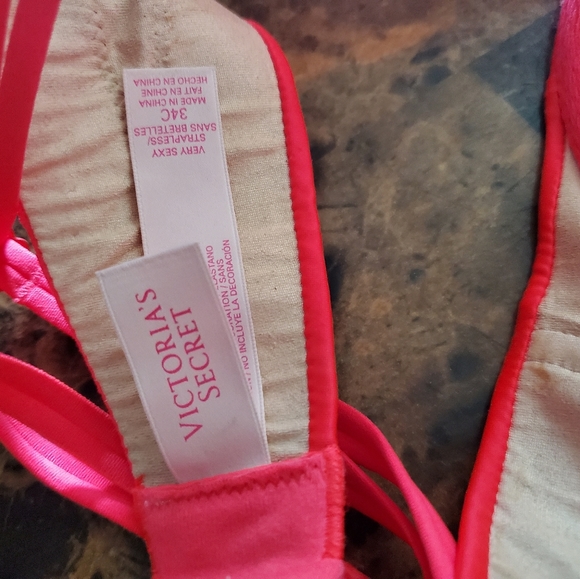 VERY SEXY
STRAPLESS/
SANS BRETELLES
34C
MADE IN CHINA
FAIT EN CHINE
HECHO EN CHINA
VICTORIA'S
SECRET
/ SANS
NO INCLUYE LA DECORACIÓN